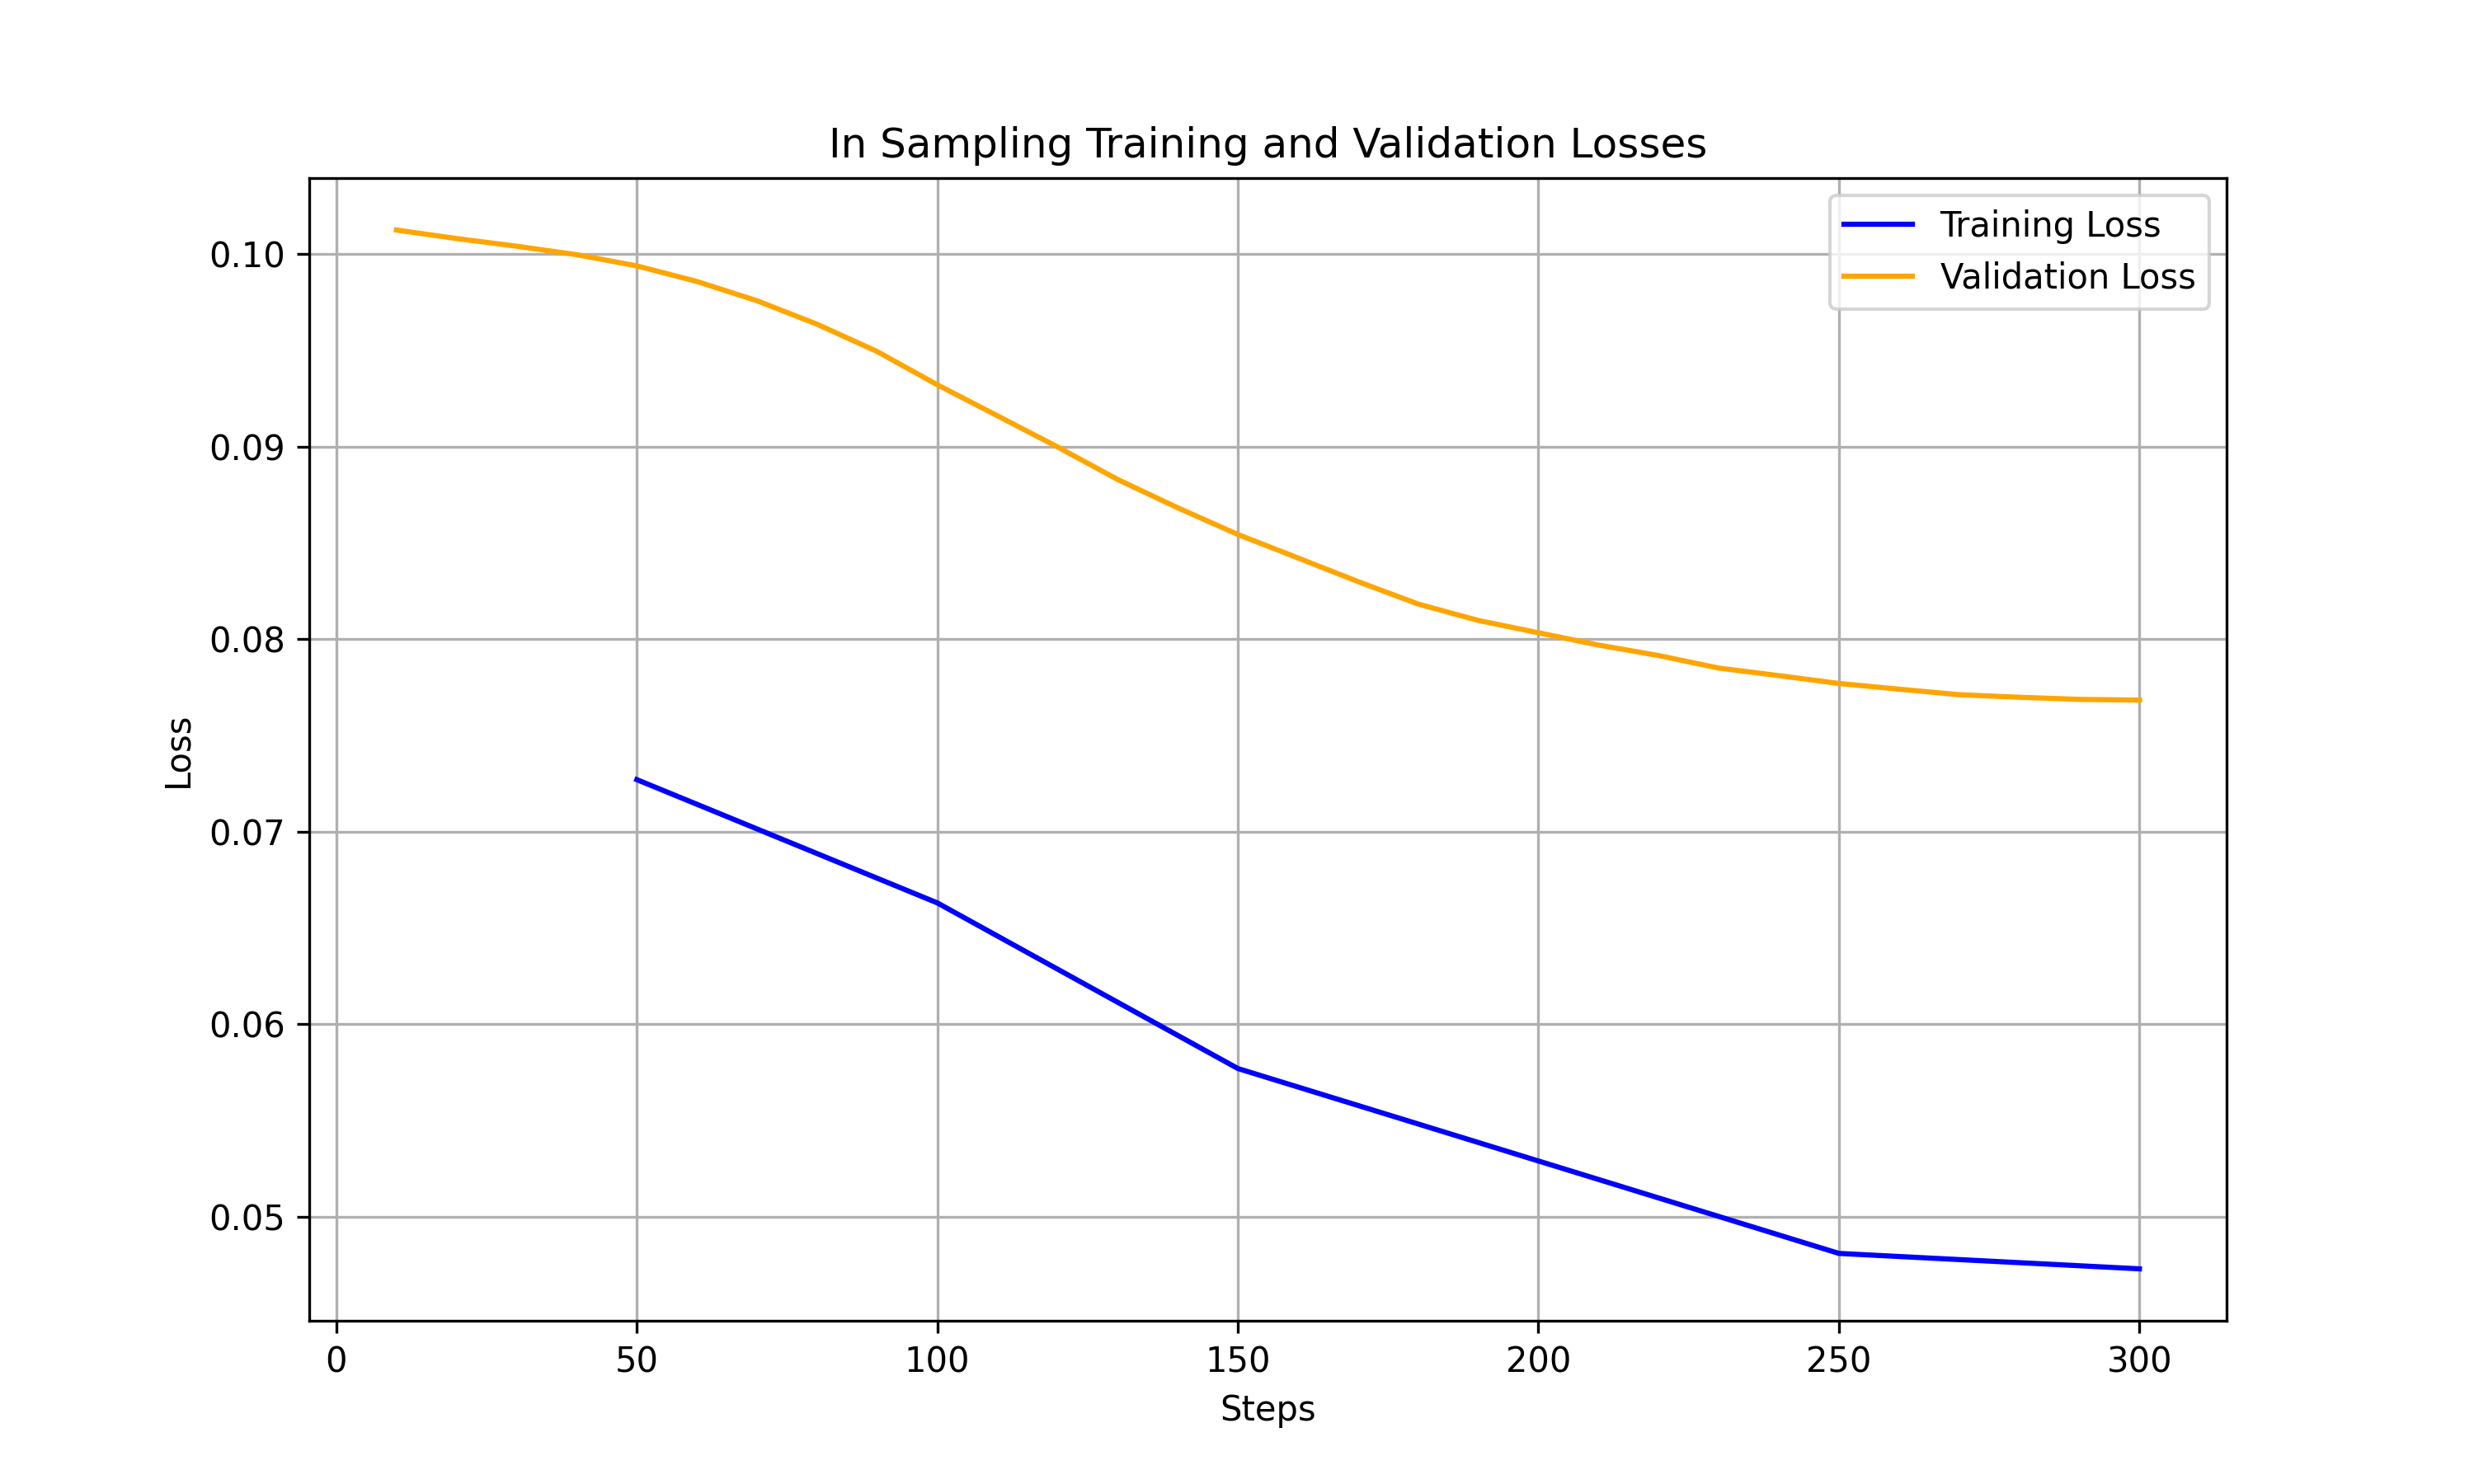 In Sampling Training and Validation Losses
Training Loss
Validation Loss
0.10
0.09
0.08
0.07
0.06
0.05
Loss
0 50 100 150 200 250 300
Steps